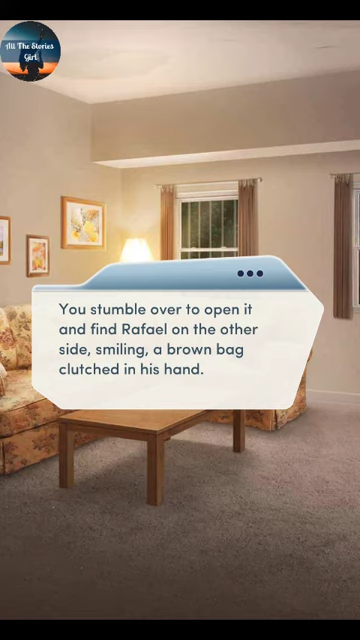 All The Stories
Girl
You stumble over to open it
and find Rafael on the other
side, smiling, a brown bag
clutched in his hand.